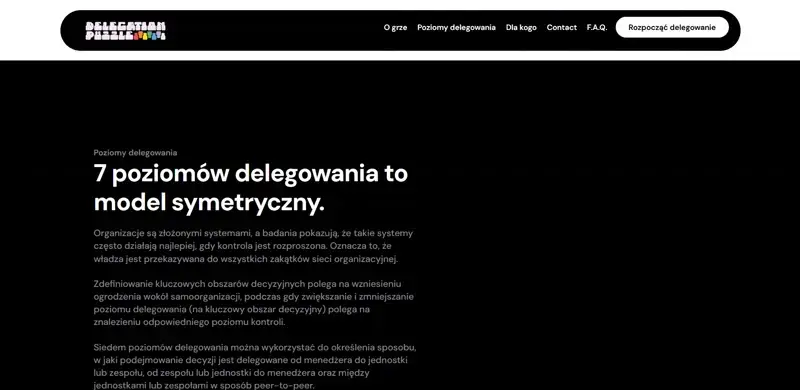 DELEGATION
PUZZLE
O grze
Poziomy delegowania
Dla kogo
Contact
F.A.Q.
Rozpocząć delegowanie
Poziomy delegowania
7 poziomów delegowania to
model symetryczny.
Organizacje są złożonymi systemami, a badania pokazują, że takie systemy
często działają najlepiej, gdy kontrola jest rozproszona. Oznacza to, że
władza jest przekazywana do wszystkich zakątków sieci organizacyjnej.
Zdefiniowanie kluczowych obszarów decyzyjnych polega na wzniesieniu
ogrodzenia wokół samoorganizacji, podczas gdy zwiększanie i zmniejszanie
poziomu delegowania (na kluczowy obszar decyzyjny) polega na
znalezieniu odpowiedniego poziomu kontroli.
Siedem poziomów delegowania można wykorzystać do określenia sposobu,
w jaki podejmowanie decyzji jest delegowane od menedżera do jednostki
lub zespołu, od zespołu lub jednostki do menedżera oraz między
jednostkami lub zespołami w sposób peer-to-peer.